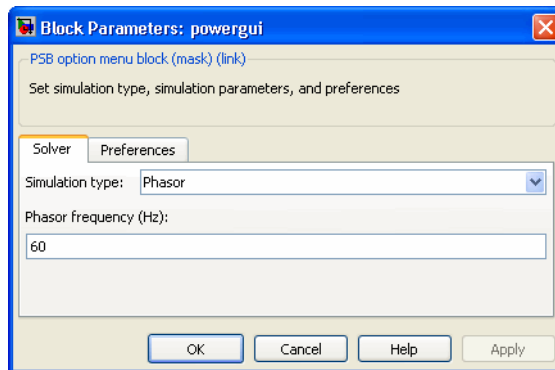 Block Parameters: powergui
PSB option menu block (mask) (link)
Set simulation type, simulation parameters, and preferences
Solver Preferences
Simulation type: Phasor
Phasor frequency (Hz):
60
OK Cancel Help Apply